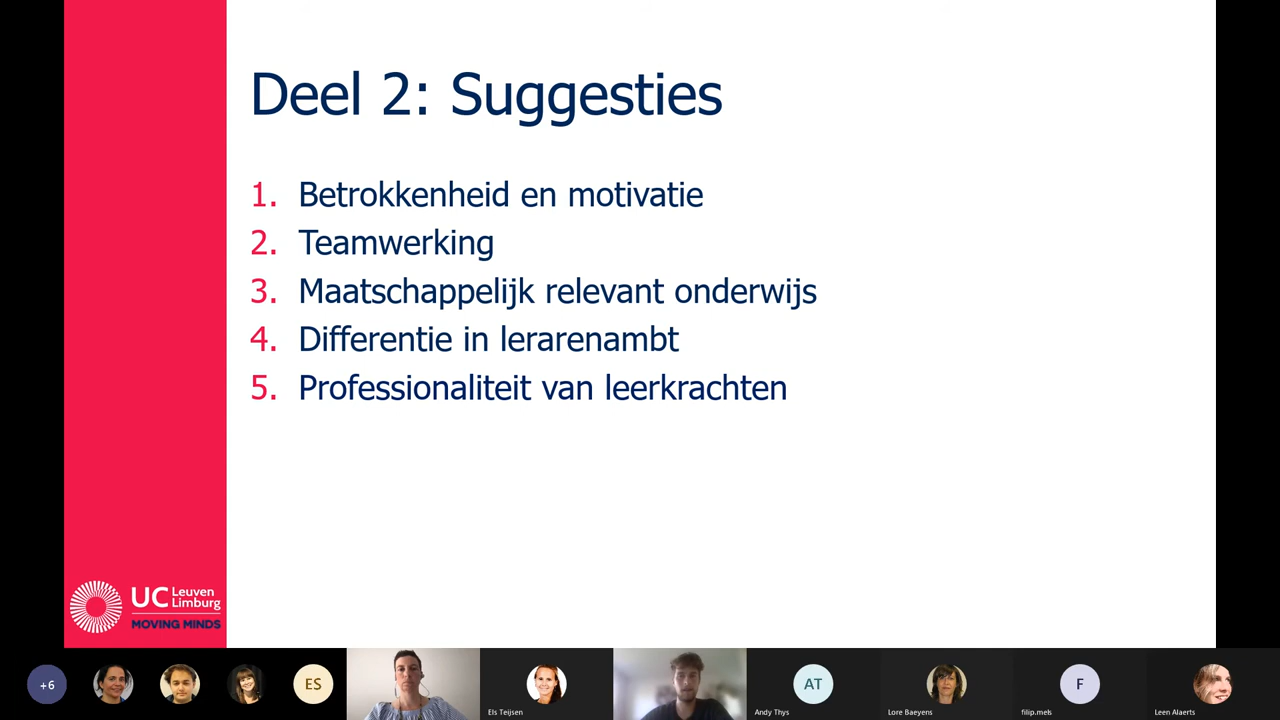 Deel 2: Suggesties
1. Betrokkenheid en motivatie
2. Teamwerking
3. Maatschappelijk relevant onderwijs
4. Differentie in lerarenambt
5. Professionaliteit van leerkrachten
UC Leuven Limburg
MOVING MINDS
+6
ES
Els Teijsen
AT
Andy Thys
Lore Baeyens
F
filip.mels
Leen Alaerts